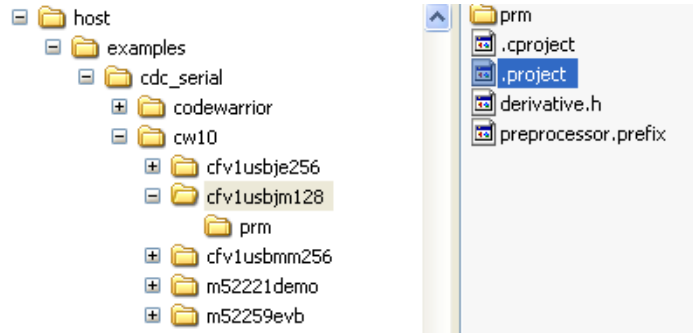 host
examples
cdc_serial
codewarrior
cw10
cfv1usbje256
cfv1usbjm128
prm
cfv1usbmm256
m52221demo
m52259evb
prm
.cproject
.project
derivative.h
preprocessor.prefix